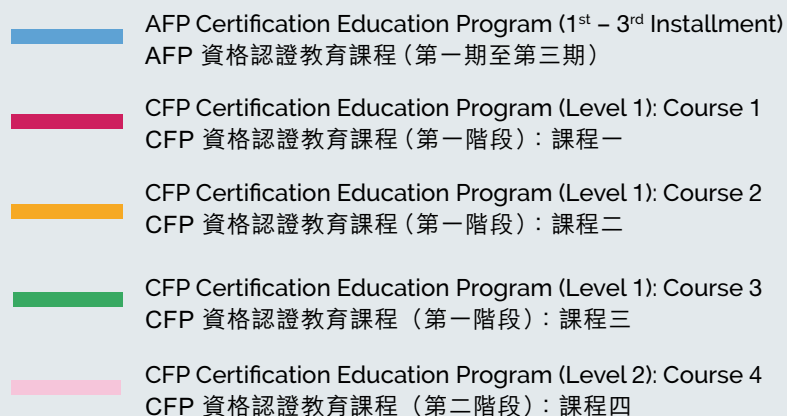 AFP Certification Education Program (1st – 3rd Installment)
AFP 資格認證教育課程（第一期至第三期）
CFP Certification Education Program (Level 1): Course 1
CFP 資格認證教育課程（第一階段）：課程一
CFP Certification Education Program (Level 1): Course 2
CFP 資格認證教育課程（第一階段）：課程二
CFP Certification Education Program (Level 1): Course 3
CFP 資格認證教育課程（第一階段）：課程三
CFP Certification Education Program (Level 2): Course 4
CFP 資格認證教育課程（第二階段）：課程四